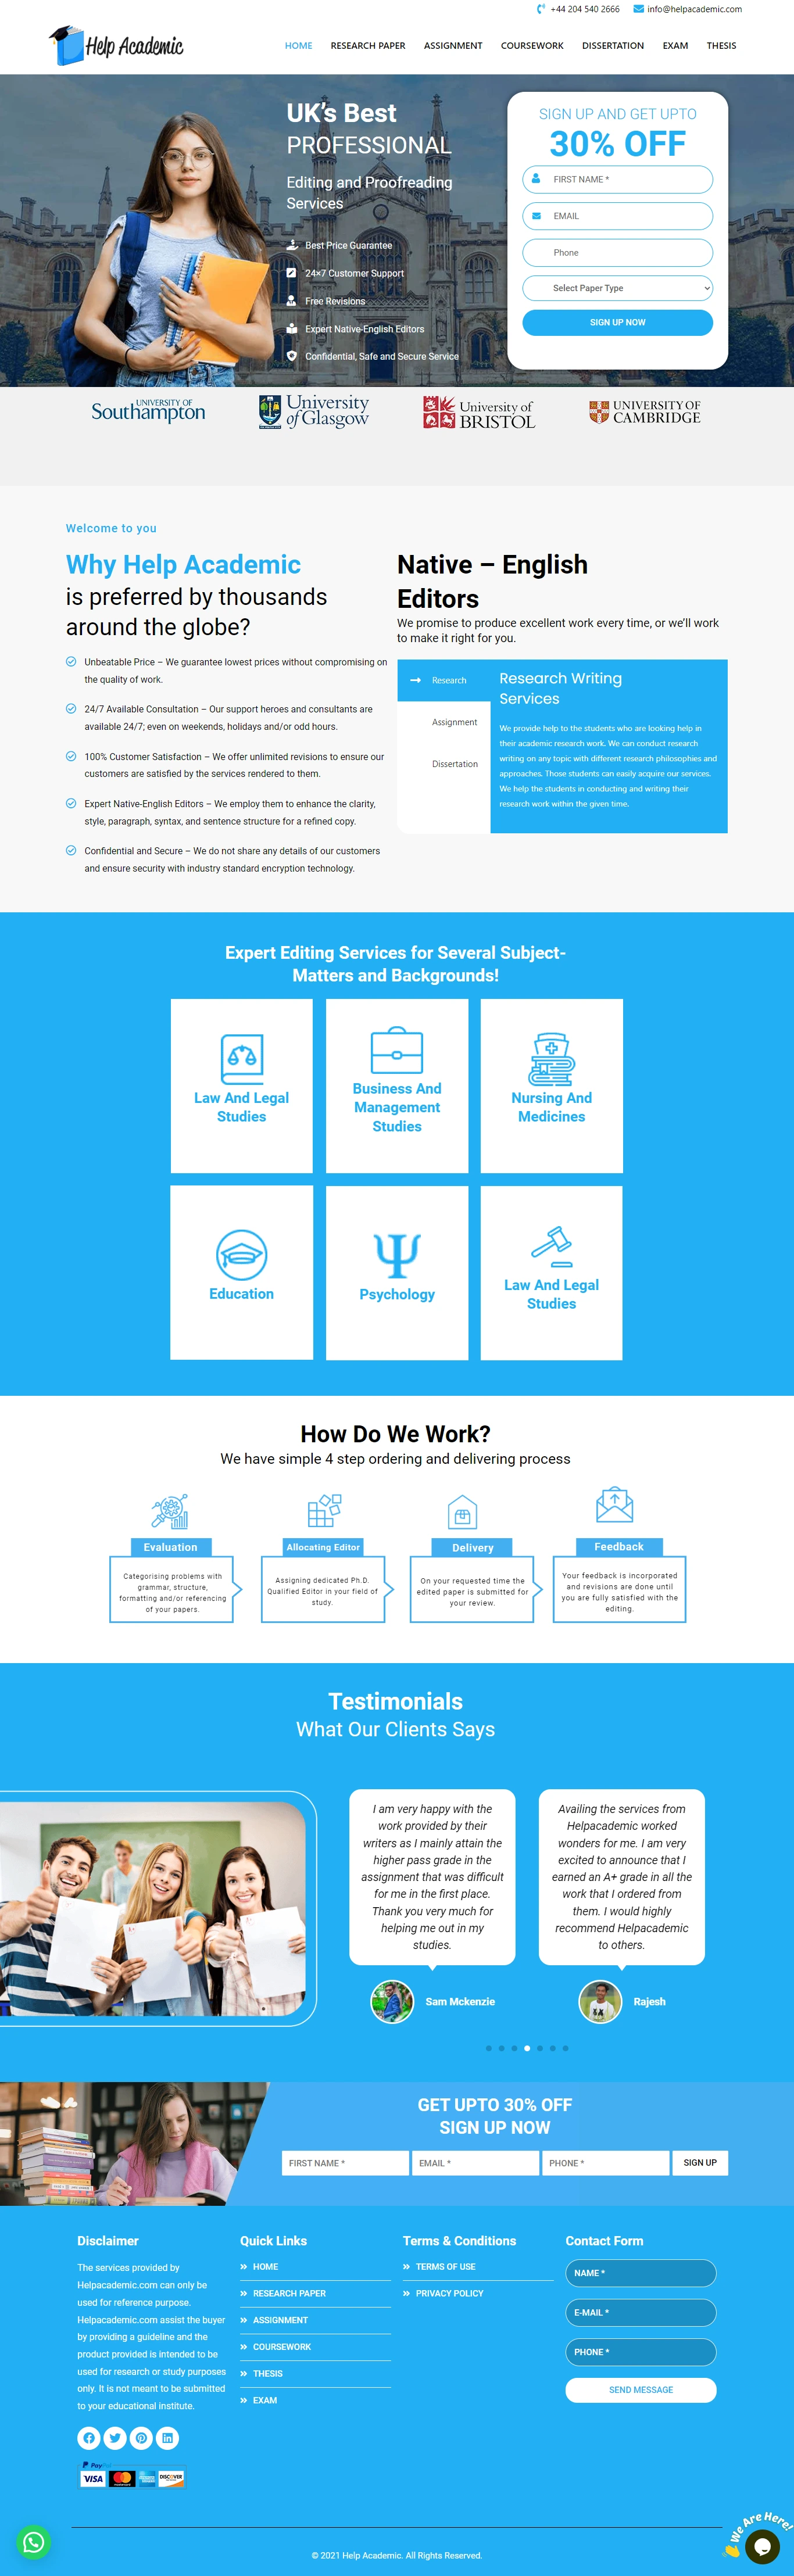 +44 204 540 2666 info@helpacademic.com
Help Academic
HOME RESEARCH PAPER ASSIGNMENT COURSEWORK DISSERTATION EXAM THESIS
UK's Best
PROFESSIONAL
Editing and Proofreading
Services
Best Price Guarantee
24×7 Customer Support
Free Revisions
Expert Native-English Editors
Confidential, Safe and Secure Service
SIGN UP AND GET UPTO
30% OFF
FIRST NAME *
EMAIL
Phone
Select Paper Type
SIGN UP NOW
UNIVERSITY OF
Southampton
University
of Glasgow
University of
BRISTOL
UNIVERSITY OF
CAMBRIDGE
Welcome to you
Why Help Academic
is preferred by thousands
around the globe?
Unbeatable Price – We guarantee lowest prices without compromising on
the quality of work.
24/7 Available Consultation – Our support heroes and consultants are
available 24/7; even on weekends, holidays and/or odd hours.
100% Customer Satisfaction – We offer unlimited revisions to ensure our
customers are satisfied by the services rendered to them.
Expert Native-English Editors – We employ them to enhance the clarity,
style, paragraph, syntax, and sentence structure for a refined copy.
Confidential and Secure – We do not share any details of our customers
and ensure security with industry standard encryption technology.
Native – English
Editors
We promise to produce excellent work every time, or we'll work
to make it right for you.
Research
Assignment
Dissertation
Research Writing
Services
We provide help to the students who are looking help in
their academic research work. We can conduct research
writing on any topic with different research philosophies and
approaches. Those students can easily acquire our services.
We help the students in conducting and writing their
research work within the given time.
Expert Editing Services for Several Subject-
Matters and Backgrounds!
Law And Legal
Studies
Business And
Management
Studies
Nursing And
Medicines
Education
Psychology
Law And Legal
Studies
How Do We Work?
We have simple 4 step ordering and delivering process
Evaluation
Categorising problems with
grammar, structure,
formatting and/or referencing
of your papers.
Allocating Editor
Assigning dedicated Ph.D.
Qualified Editor in your field of
study.
Delivery
On your requested time the
edited paper is submitted for
your review.
Feedback
Your feedback is incorporated
and revisions are done until
you are fully satisfied with the
editing.
Testimonials
What Our Clients Says
I am very happy with the
work provided by their
writers as I mainly attain the
higher pass grade in the
assignment that was difficult
for me in the first place.
Thank you very much for
helping me out in my
studies.
Sam Mckenzie
Availing the services from
Helpacademic worked
wonders for me. I am very
excited to announce that I
earned an A+ grade in all the
work that I ordered from
them. I would highly
recommend Helpacademic
to others.
Rajesh
GET UPTO 30% OFF
SIGN UP NOW
FIRST NAME * EMAIL * PHONE * SIGN UP
Disclaimer
The services provided by
Helpacademic.com can only be
used for reference purpose.
Helpacademic.com assist the buyer
by providing a guideline and the
product provided is intended to be
used for research or study purposes
only. It is not meant to be submitted
to your educational institute.
PayPal
VISA DISCOVER
Quick Links
HOME
RESEARCH PAPER
ASSIGNMENT
COURSEWORK
THESIS
EXAM
Terms & Conditions
TERMS OF USE
PRIVACY POLICY
Contact Form
NAME *
E-MAIL *
PHONE *
SEND MESSAGE
We Are Here!
© 2021 Help Academic. All Rights Reserved.